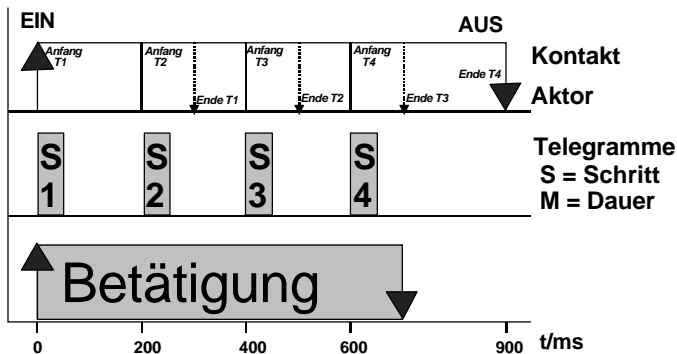 EIN
AUS
Anfang
T1
Anfang
T2
Anfang
T3
Anfang
T4
Ende T4
Ende T1
Ende T2
Ende T3
Kontakt
Aktor
S
1
S
2
S
3
S
4
Telegramme
S = Schritt
M = Dauer
Betätigung
0 200 400 600 900 t/ms